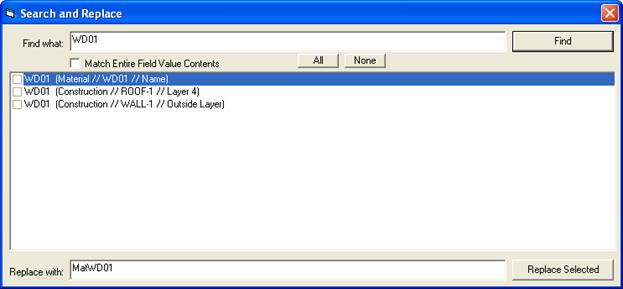 Search and Replace
Find what: WD01 Find
Match Entire Field Value Contents All None
WD01 (Material // WD01 // Name)
WD01 (Construction // ROOF-1 // Layer 4)
WD01 (Construction // WALL-1 // Outside Layer)
Replace with: MatWD01 Replace Selected